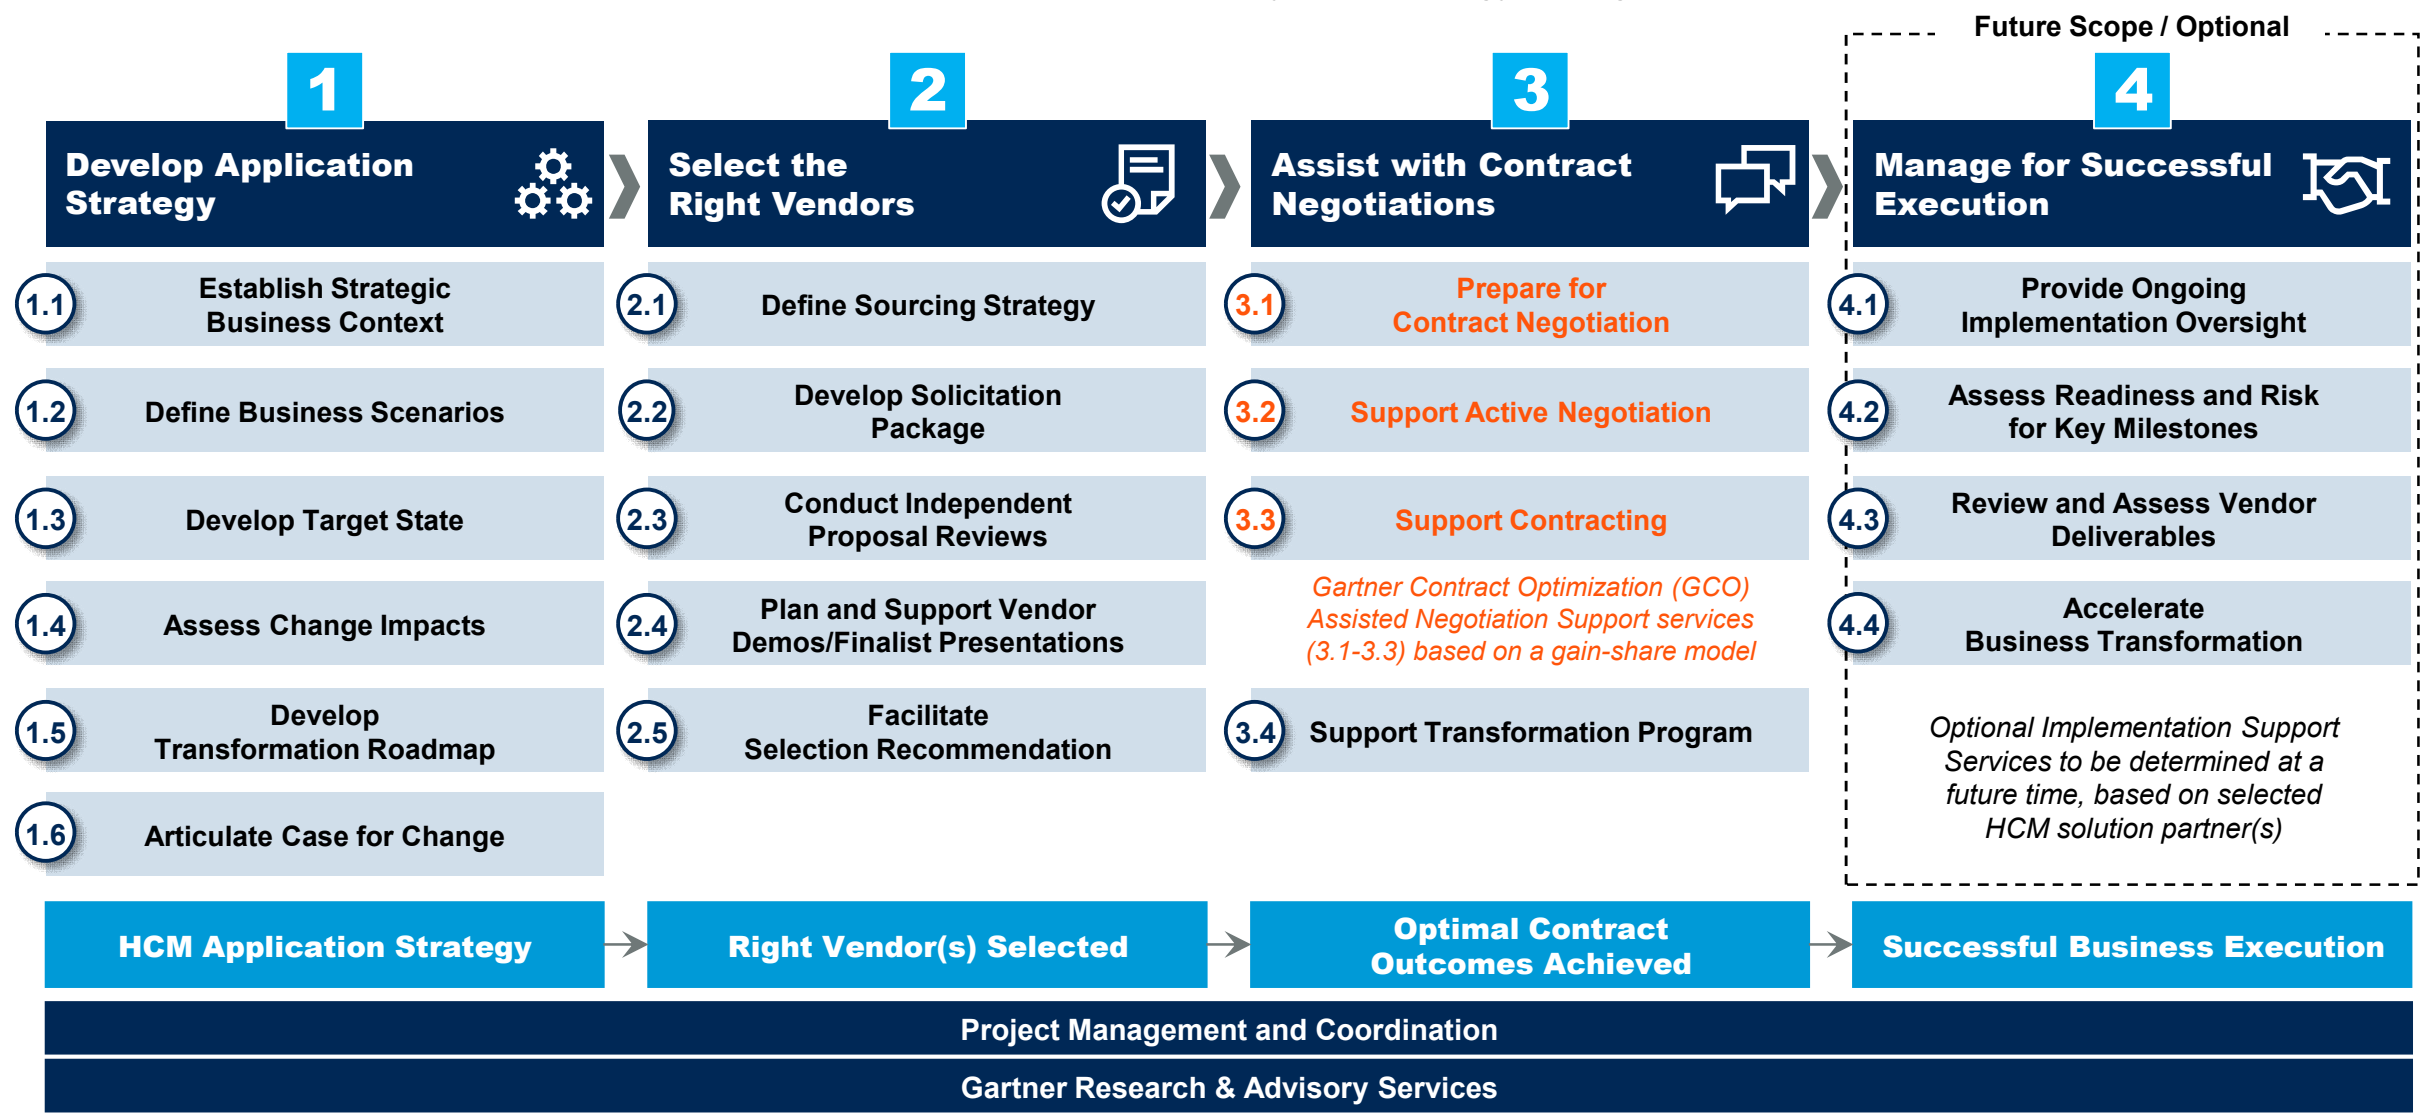 Future Scope / Optional
1
Develop Application
Strategy
2
Select the
Right Vendors
3
Assist with Contract
Negotiations
4
Manage for Successful
Execution
1.1
Establish Strategic
Business Context
1.2
Define Business Scenarios
1.3
Develop Target State
1.4
Assess Change Impacts
1.5
Develop
Transformation Roadmap
1.6
Articulate Case for Change
2.1
Define Sourcing Strategy
2.2
Develop Solicitation
Package
2.3
Conduct Independent
Proposal Reviews
2.4
Plan and Support Vendor
Demos/Finalist Presentations
2.5
Facilitate
Selection Recommendation
3.1
Prepare for
Contract Negotiation
3.2
Support Active Negotiation
3.3
Support Contracting
Gartner Contract Optimization (GCO)
Assisted Negotiation Support services
(3.1-3.3) based on a gain-share model
3.4
Support Transformation Program
4.1
Provide Ongoing
Implementation Oversight
4.2
Assess Readiness and Risk
for Key Milestones
4.3
Review and Assess Vendor
Deliverables
4.4
Accelerate
Business Transformation
Optional Implementation Support
Services to be determined at a
future time, based on selected
HCM solution partner(s)
HCM Application Strategy
Right Vendor(s) Selected
Optimal Contract
Outcomes Achieved
Successful Business Execution
Project Management and Coordination
Gartner Research & Advisory Services